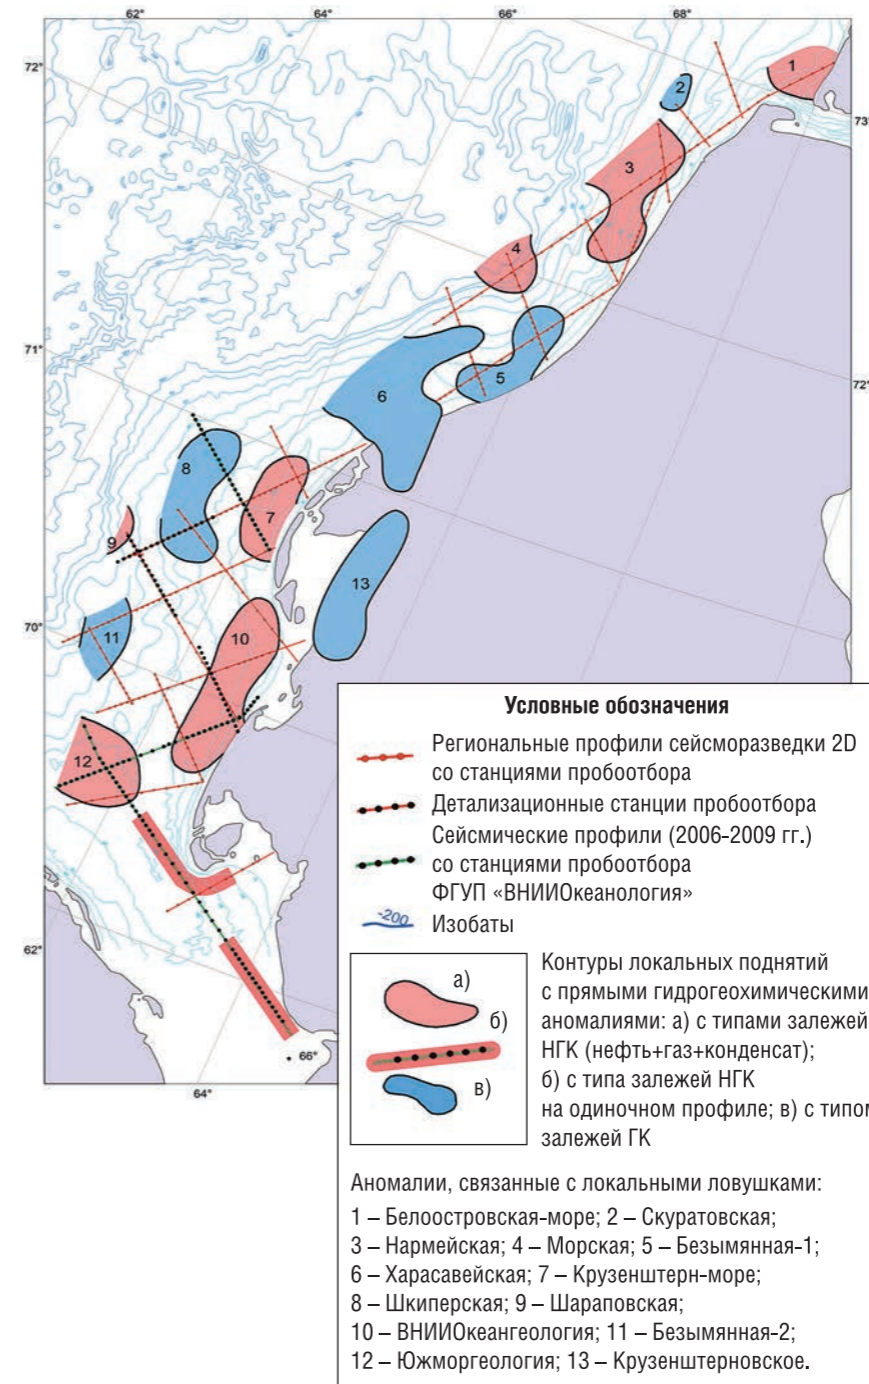 62°
64°
66°
68°
72°
1
2
73°
3
4
71°
5
72°
6
8
7
9
13
70°
11
10
12
62°
66°
64°
Условные обозначения
Региональные профили сейсморазведки 2D
со станциями пробоотбора
Детализационные станции пробоотбора
Сейсмические профили (2006-2009 гг.)
со станциями пробоотбора
ФГУП «ВНИИОкеанология»
-200
Изобаты
а)
б)
в)
Контуры локальных поднятий
с прямыми гидрогеохимическими
аномалиями: а) с типами залежей
НГК (нефть+газ+конденсат);
б) с типа залежей НГК
на одиночном профиле; в) с типом
залежей ГК
Аномалии, связанные с локальными ловушками:
1 – Белоостровская-море; 2 – Скуратовская;
3 – Нармейская; 4 – Морская; 5 – Безымянная-1;
6 – Харасавейская; 7 – Крузенштерн-море;
8 – Шкиперская; 9 – Шараповская;
10 – ВНИИОкеангеология; 11 – Безымянная-2;
12 – Южморгеология; 13 – Крузенштерновское.